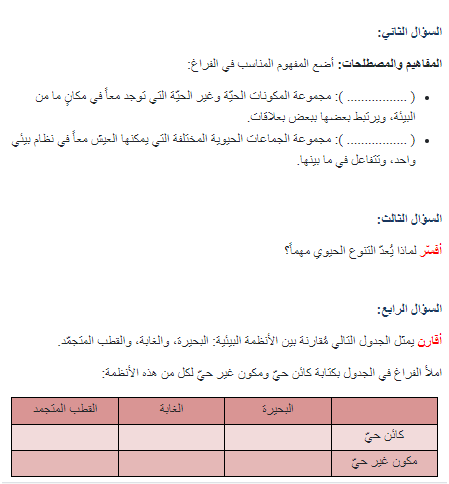 السؤال الثاني:
المفاهيم والمصطلحات: أضع المفهوم المناسب في الفراغ:
• ( ................. ): مجموعة المكونات الحيّة وغير الحيّة التي توجد معاً في مكانٍ ما من
البيئة، ويرتبط بعضها ببعض بعلاقات.
• ( ................. ): مجموعة الجماعات الحيوية المختلفة التي يمكنها العيش معاً في نظام بيئي
واحد، وتتفاعل في ما بينها.
السؤال الثالث:
أفسّر لماذا يُعدّ التنوع الحيوي مهماً؟
السؤال الرابع:
أقارن يمثل الجدول التالي مُقارنة بين الأنظمة البيئية: البحيرة، والغابة، والقطب المتجمّد.
املأ الفراغ في الجدول بكتابة كائن حيّ ومكون غير حيّ لكل من هذه الأنظمة:
البحيرة الغابة القطب المتجمد
كائن حيّ
مكون غير حيّ